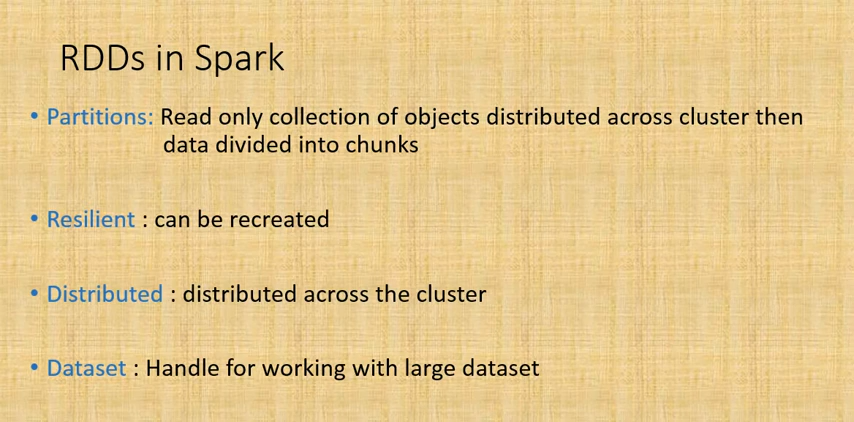 RDDs in Spark
• Partitions: Read only collection of objects distributed across cluster then
data divided into chunks
• Resilient : can be recreated
• Distributed : distributed across the cluster
• Dataset : Handle for working with large dataset